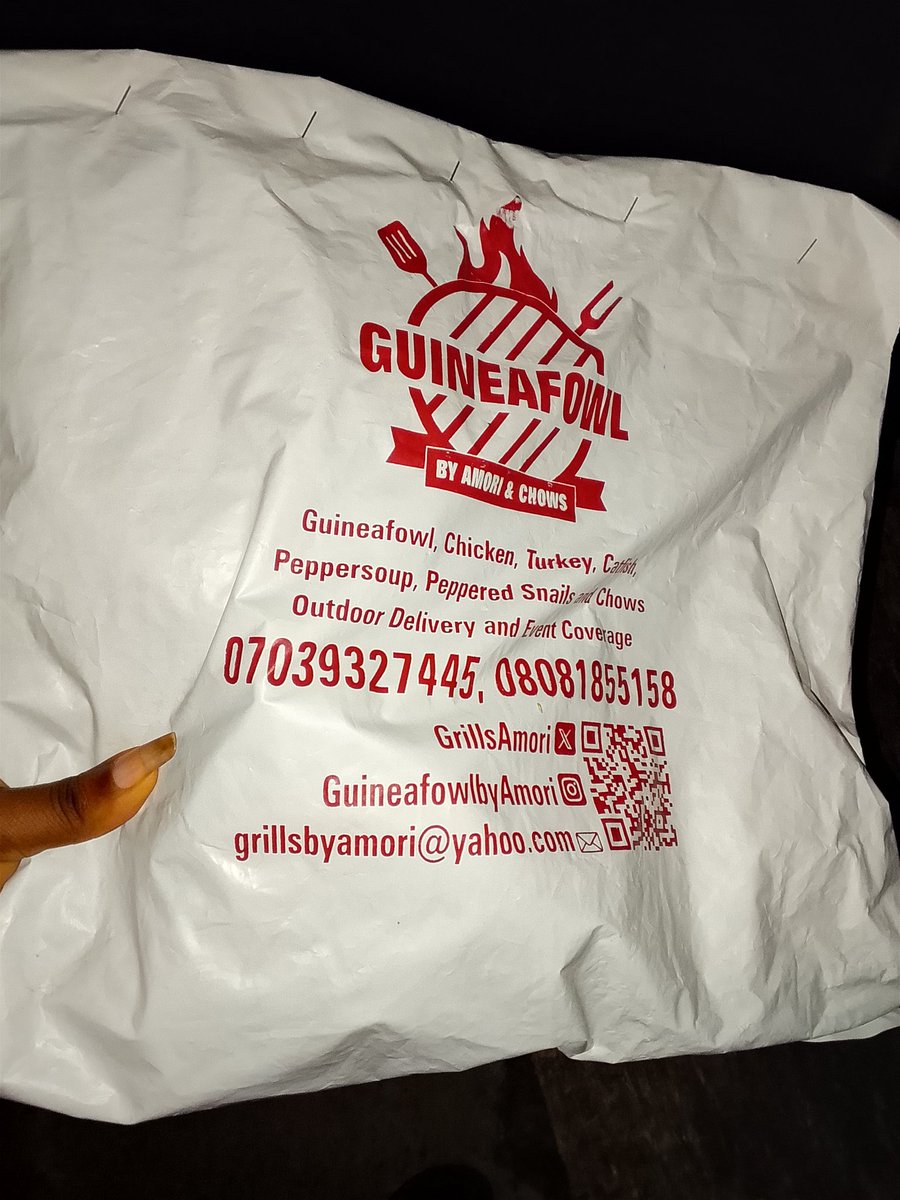 GUINEAFOWL
BY AMORI & CHOWS
Guineafowl, Chicken, Turkey, Catfish,
Peppersoup, Peppered Snails and Chows
Outdoor Delivery and Event Coverage
07039327445, 08081855158
GrillsAmori X
GuineafowlbyAmori
grillsbyamori@yahoo.com